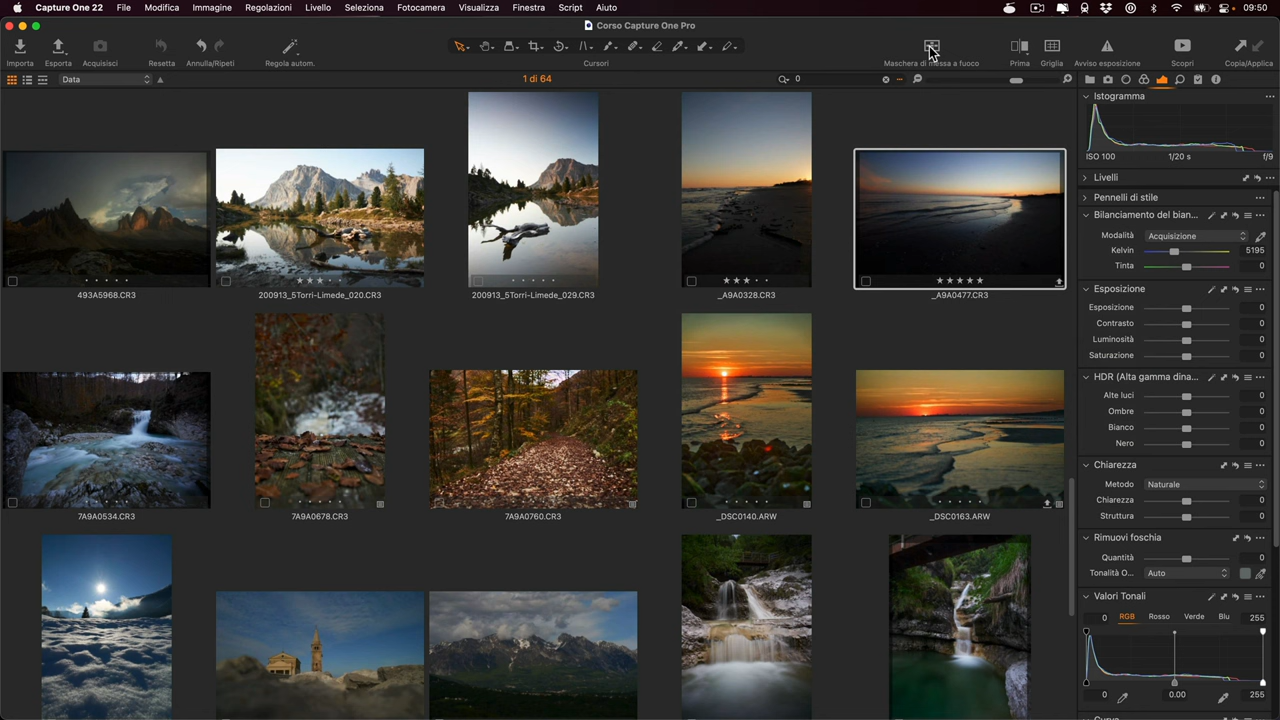 Capture One 22 File Modifica Immagine Regolazioni Livello Seleziona Fotocamera Visualizza Finestra Script Aiuto 09:50
Corso Capture One Pro
Importa Esporta Acquisisci Resetta Annulla/Ripeti Regola autom. Cursori Maschera di messa a fuoco Prima Griglia Avviso esposizione Scopri Copia/Applica
Data 1 di 64 0
Istogramma
ISO 100 1/20 s f/9
Livelli
Pennelli di stile
Bilanciamento del bian...
Modalità Acquisizione
Kelvin 5195
Tinta 0
493A5968.CR3 200913_5Torri-Limede_020.CR3 200913_5Torri-Limede_029.CR3 _A9A0328.CR3 _A9A0477.CR3
Esposizione
Esposizione 0
Contrasto 0
Luminosità 0
Saturazione 0
HDR (Alta gamma dina...
Alte luci 0
Ombre 0
Bianco 0
Nero 0
Chiarezza
Metodo Naturale
Chiarezza 0
Struttura 0
7A9A0534.CR3 7A9A0678.CR3 7A9A0760.CR3 _DSC0140.ARW _DSC0163.ARW
Rimuovi foschia
Quantità 0
Tonalità O... Auto
Valori Tonali
0 RGB Rosso Verde Blu 255
0 0.00 255